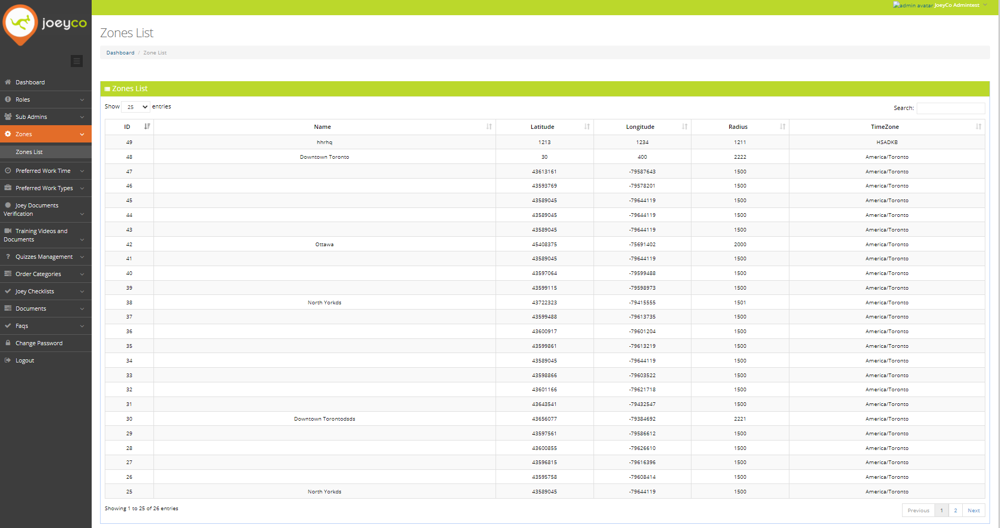 joeyco
admin avatar JoeyCo Admintest
Zones List
Dashboard / Zone List
Dashboard
Roles
Sub Admins
Zones
Zones List
Preferred Work Time
Preferred Work Types
Joey Documents
Verification
Training Videos and
Documents
Quizzes Management
Order Categories
Joey Checklists
Documents
Faqs
Change Password
Logout
Zones List
Show 25 entries
Search:
ID Name Latitude Longitude Radius TimeZone
49 hhrhq 1213 1234 1211 HSADKB
48 Downtown Toronto 30 400 2222 America/Toronto
47 43613161 -79587643 1500 America/Toronto
46 43593769 -79578201 1500 America/Toronto
45 43589045 -79644119 1500 America/Toronto
44 43589045 -79644119 1500 America/Toronto
43 43589045 -79644119 1500 America/Toronto
42 Ottawa 45408375 -75691402 2000 America/Toronto
41 43589045 -79644119 1500 America/Toronto
40 43597064 -79599488 1500 America/Toronto
39 43599115 -79598973 1500 America/Toronto
38 North Yorkds 43722323 -79415555 1501 America/Toronto
37 43599488 -79613735 1500 America/Toronto
36 43600917 -79601204 1500 America/Toronto
35 43599861 -79613219 1500 America/Toronto
34 43589045 -79644119 1500 America/Toronto
33 43598866 -79603522 1500 America/Toronto
32 43601166 -79621718 1500 America/Toronto
31 43643541 -79432547 1500 America/Toronto
30 Downtown Torontodsds 43656077 -79384692 2221 America/Toronto
29 43597561 -79586612 1500 America/Toronto
28 43600855 -79626610 1500 America/Toronto
27 43596815 -79616396 1500 America/Toronto
26 43595758 -79608414 1500 America/Toronto
25 North Yorkds 43589045 -79644119 1500 America/Toronto
Showing 1 to 25 of 26 entries
Previous 1 2 Next